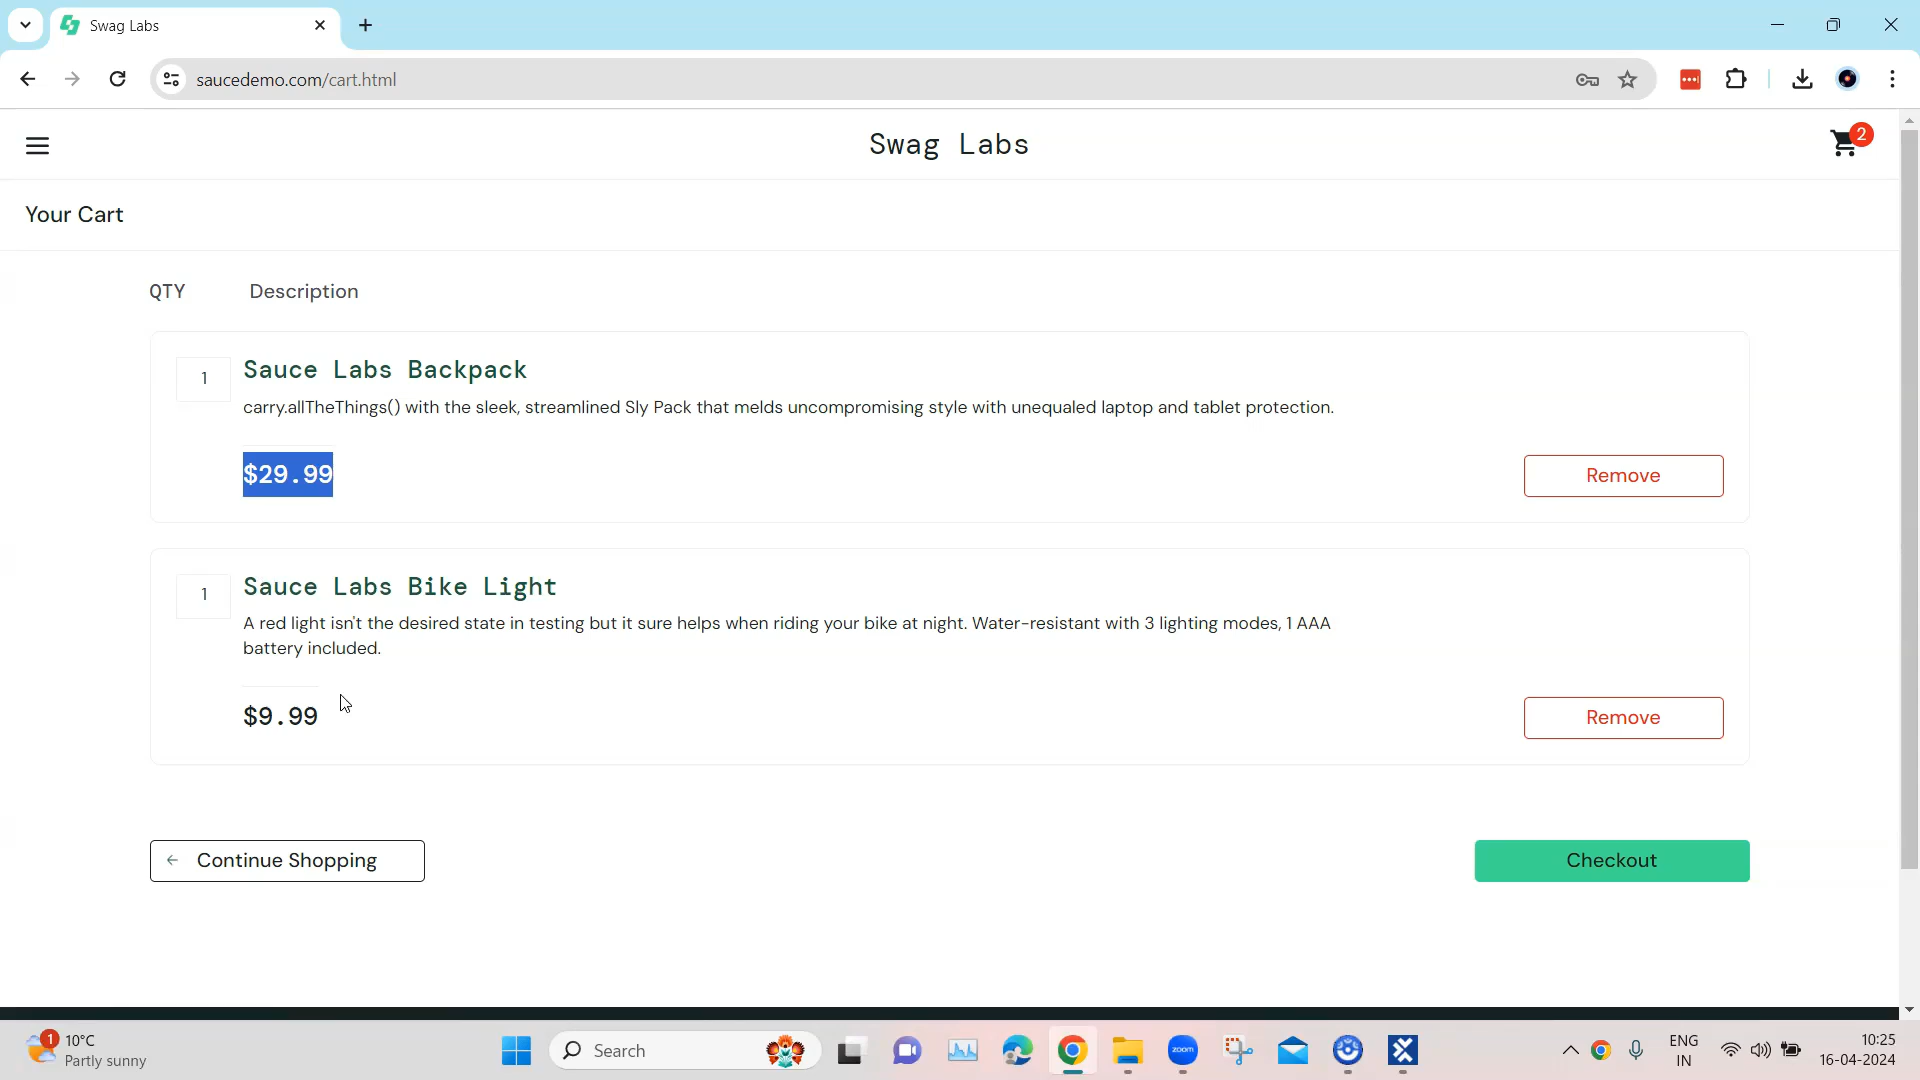 Swag Labs
saucedemo.com/cart.html
Swag Labs
2
Your Cart
QTY
Description
1
Sauce Labs Backpack
carry.allTheThings() with the sleek, streamlined Sly Pack that melds uncompromising style with unequaled laptop and tablet protection.
$29.99
Remove
1
Sauce Labs Bike Light
A red light isn't the desired state in testing but it sure helps when riding your bike at night. Water-resistant with 3 lighting modes, 1 AAA
battery included.
$9.99
Remove
Continue Shopping
Checkout
1
10°C
Partly sunny
Search
zoom
ENG
IN
10:25
16-04-2024